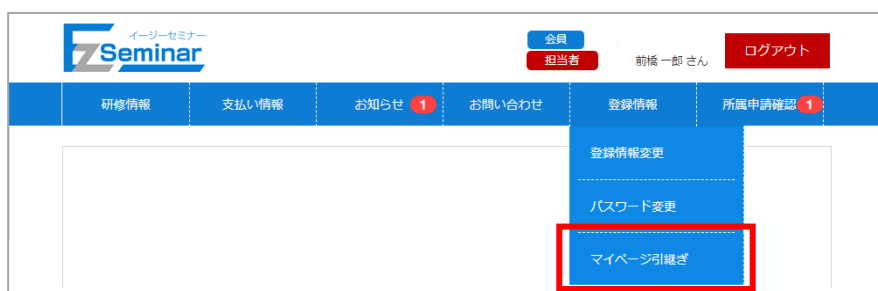 イージーセミナー
EZ Seminar
会員
担当者
前橋 一郎 さん
ログアウト
研修情報
支払い情報
お知らせ 1
お問い合わせ
登録情報
所属申請確認 1
登録情報変更
パスワード変更
マイページ引継ぎ